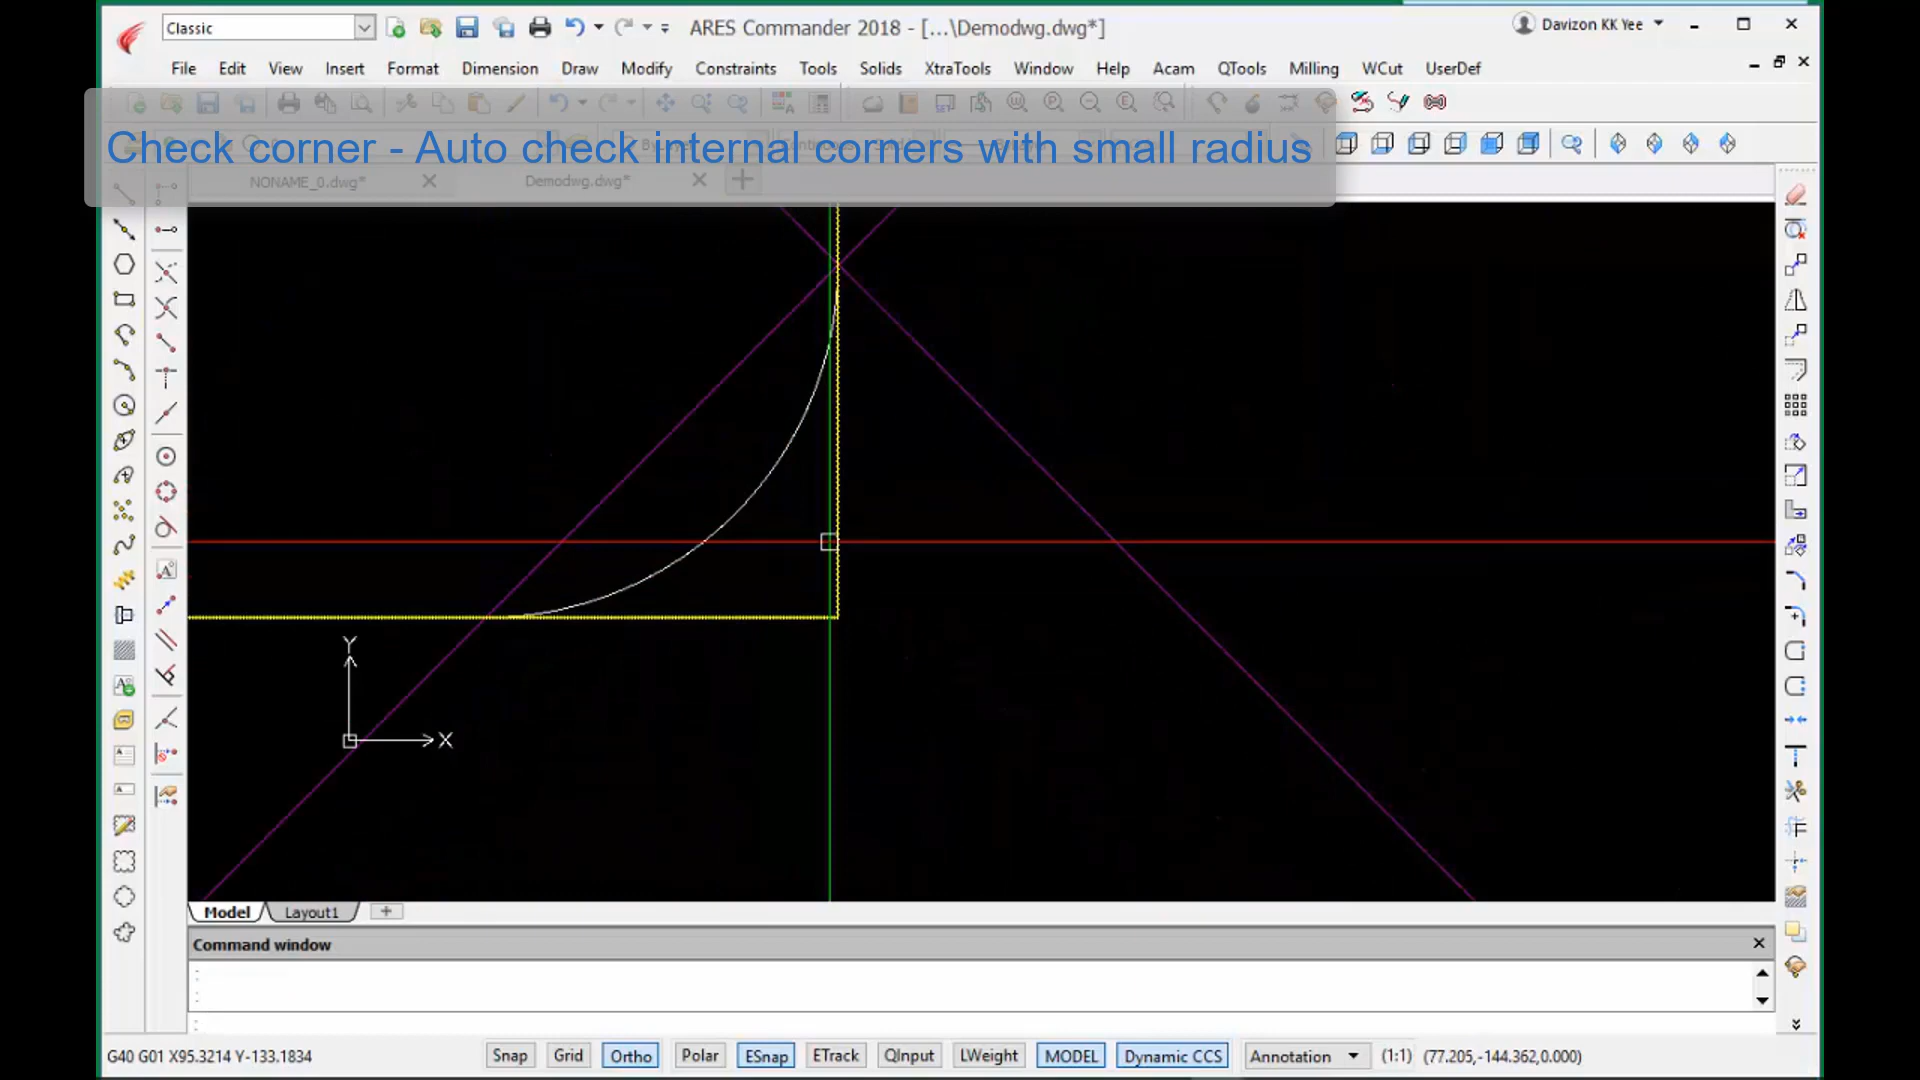 Classic
ARES Commander 2018 - [...\Demodwg.dwg*]
Davizon KK Yee
File Edit View Insert Format Dimension Draw Modify Constraints Tools Solids XtraTools Window Help Acam QTools Milling WCut UserDef
Check corner - Auto check internal corners with small radius
NONAME_0.dwg* Demodwg.dwg*
Y
X
Model Layout1
Command window
:
:
:
G40 G01 X95.3214 Y-133.1834 Snap Grid Ortho Polar ESnap ETrack QInput LWeight MODEL Dynamic CCS Annotation (1:1) (77.205,-144.362,0.000)